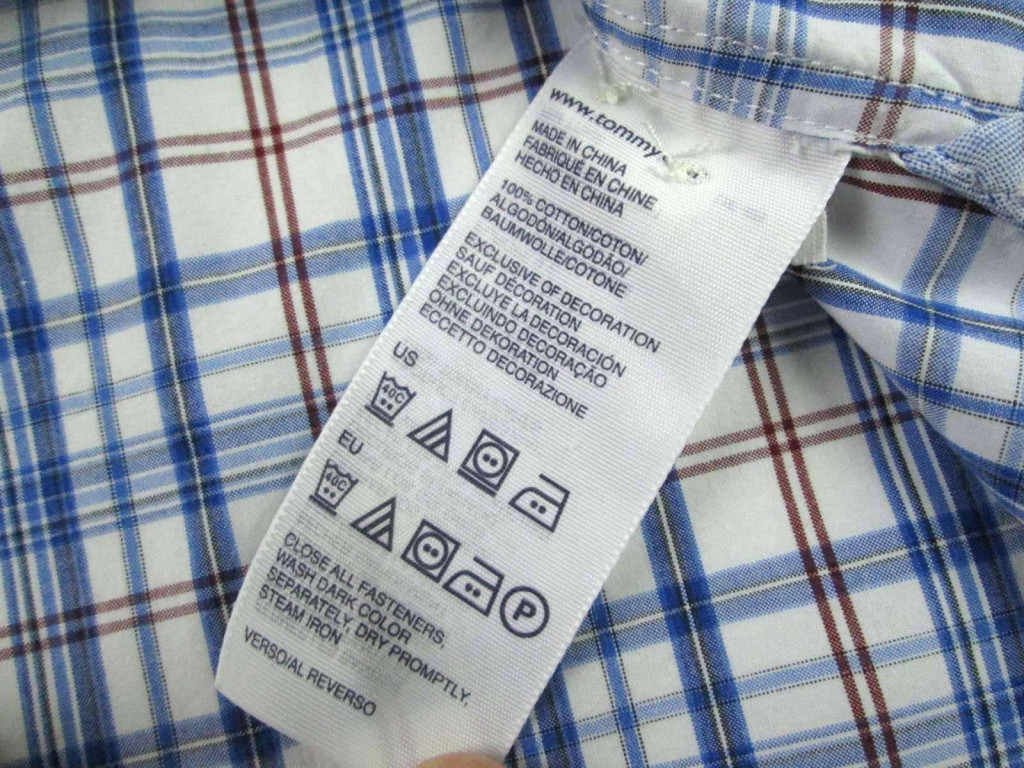 www.tommy
MADE IN CHINA
FABRIQUÉ EN CHINE
HECHO EN CHINA
100% COTTON/COTON/
ALGODÓN/ALGODÃO/
BAUMWOLLE/COTONE
EXCLUSIVE OF DECORATION
SAUF DÉCORATION
EXCLUYE LA DECORACIÓN
EXCLUINDO DECORAÇÃO
OHNE DEKORATION
ECCETTO DECORAZIONE
US
40C
EU
40C
P
CLOSE ALL FASTENERS,
WASH DARK COLOR
SEPARATELY, DRY PROMPTLY,
STEAM IRON
VERSO/AL REVERSO